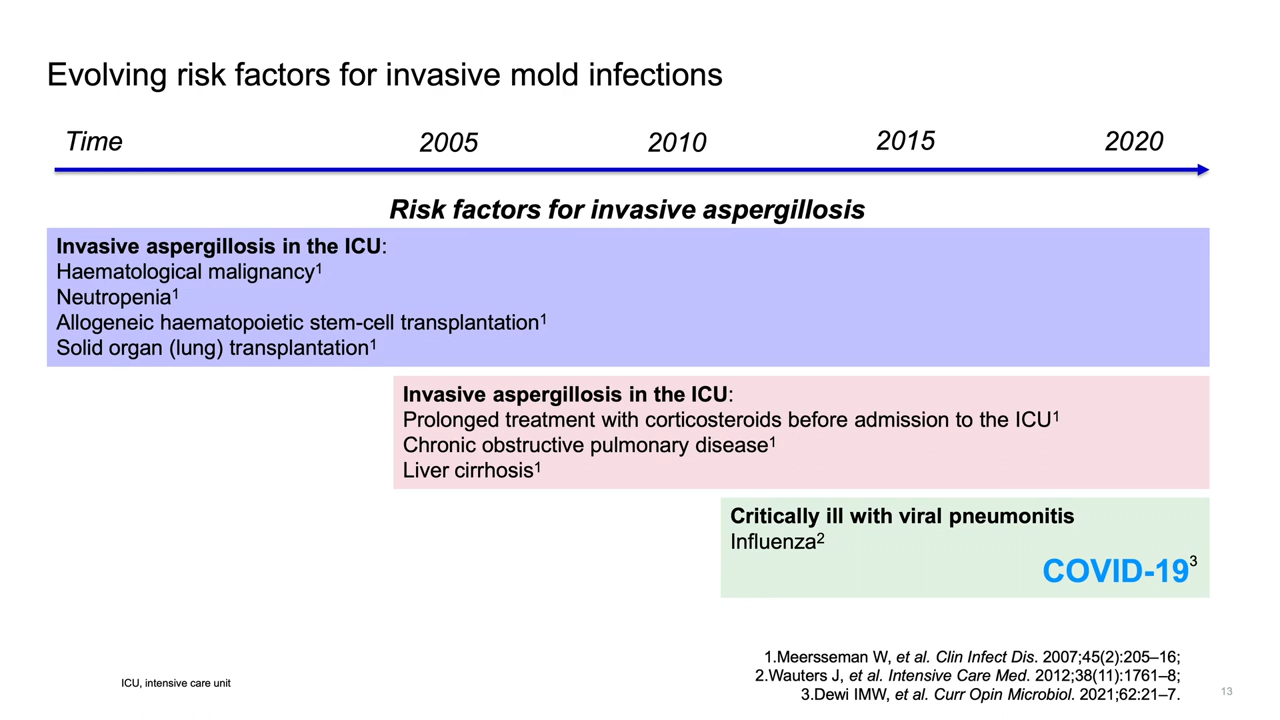 Evolving risk factors for invasive mold infections
Time 2005 2010 2015 2020
Risk factors for invasive aspergillosis
Invasive aspergillosis in the ICU:
Haematological malignancy¹
Neutropenia¹
Allogeneic haematopoietic stem-cell transplantation¹
Solid organ (lung) transplantation¹
Invasive aspergillosis in the ICU:
Prolonged treatment with corticosteroids before admission to the ICU¹
Chronic obstructive pulmonary disease¹
Liver cirrhosis¹
Critically ill with viral pneumonitis
Influenza²
COVID-19³
1.Meersseman W, et al. Clin Infect Dis. 2007;45(2):205–16;
2.Wauters J, et al. Intensive Care Med. 2012;38(11):1761–8;
3.Dewi IMW, et al. Curr Opin Microbiol. 2021;62:21–7.
ICU, intensive care unit
13